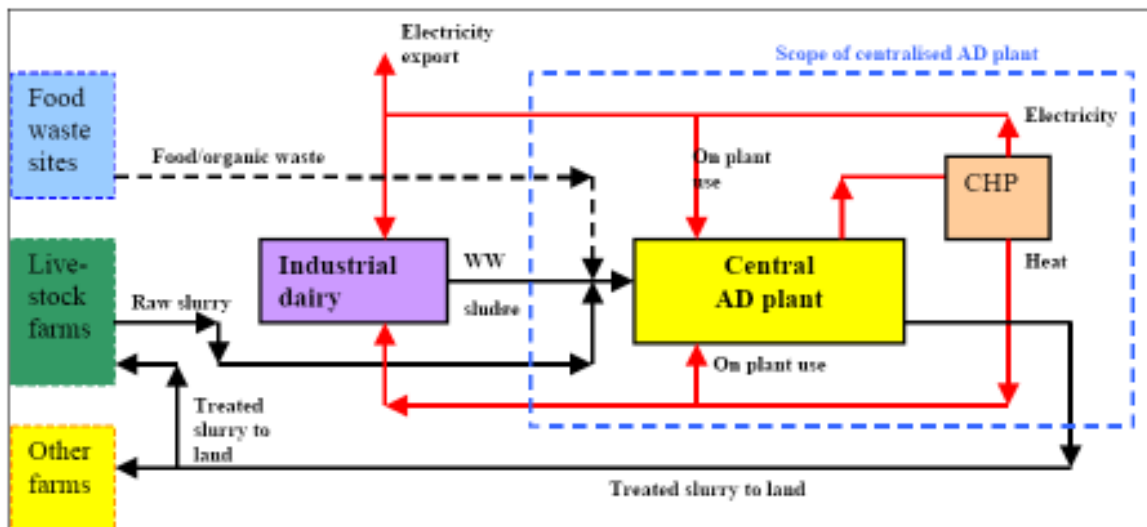 Electricity
export
Scope of centralised AD plant
Food
waste
sites
Electricity
Food/organic waste
On plant
use
CHP
Live-
stock
farms
Industrial
dairy
WW
sludge
Central
AD plant
Heat
Raw slurry
On plant use
Treated
slurry to
land
Other
farms
Treated slurry to land